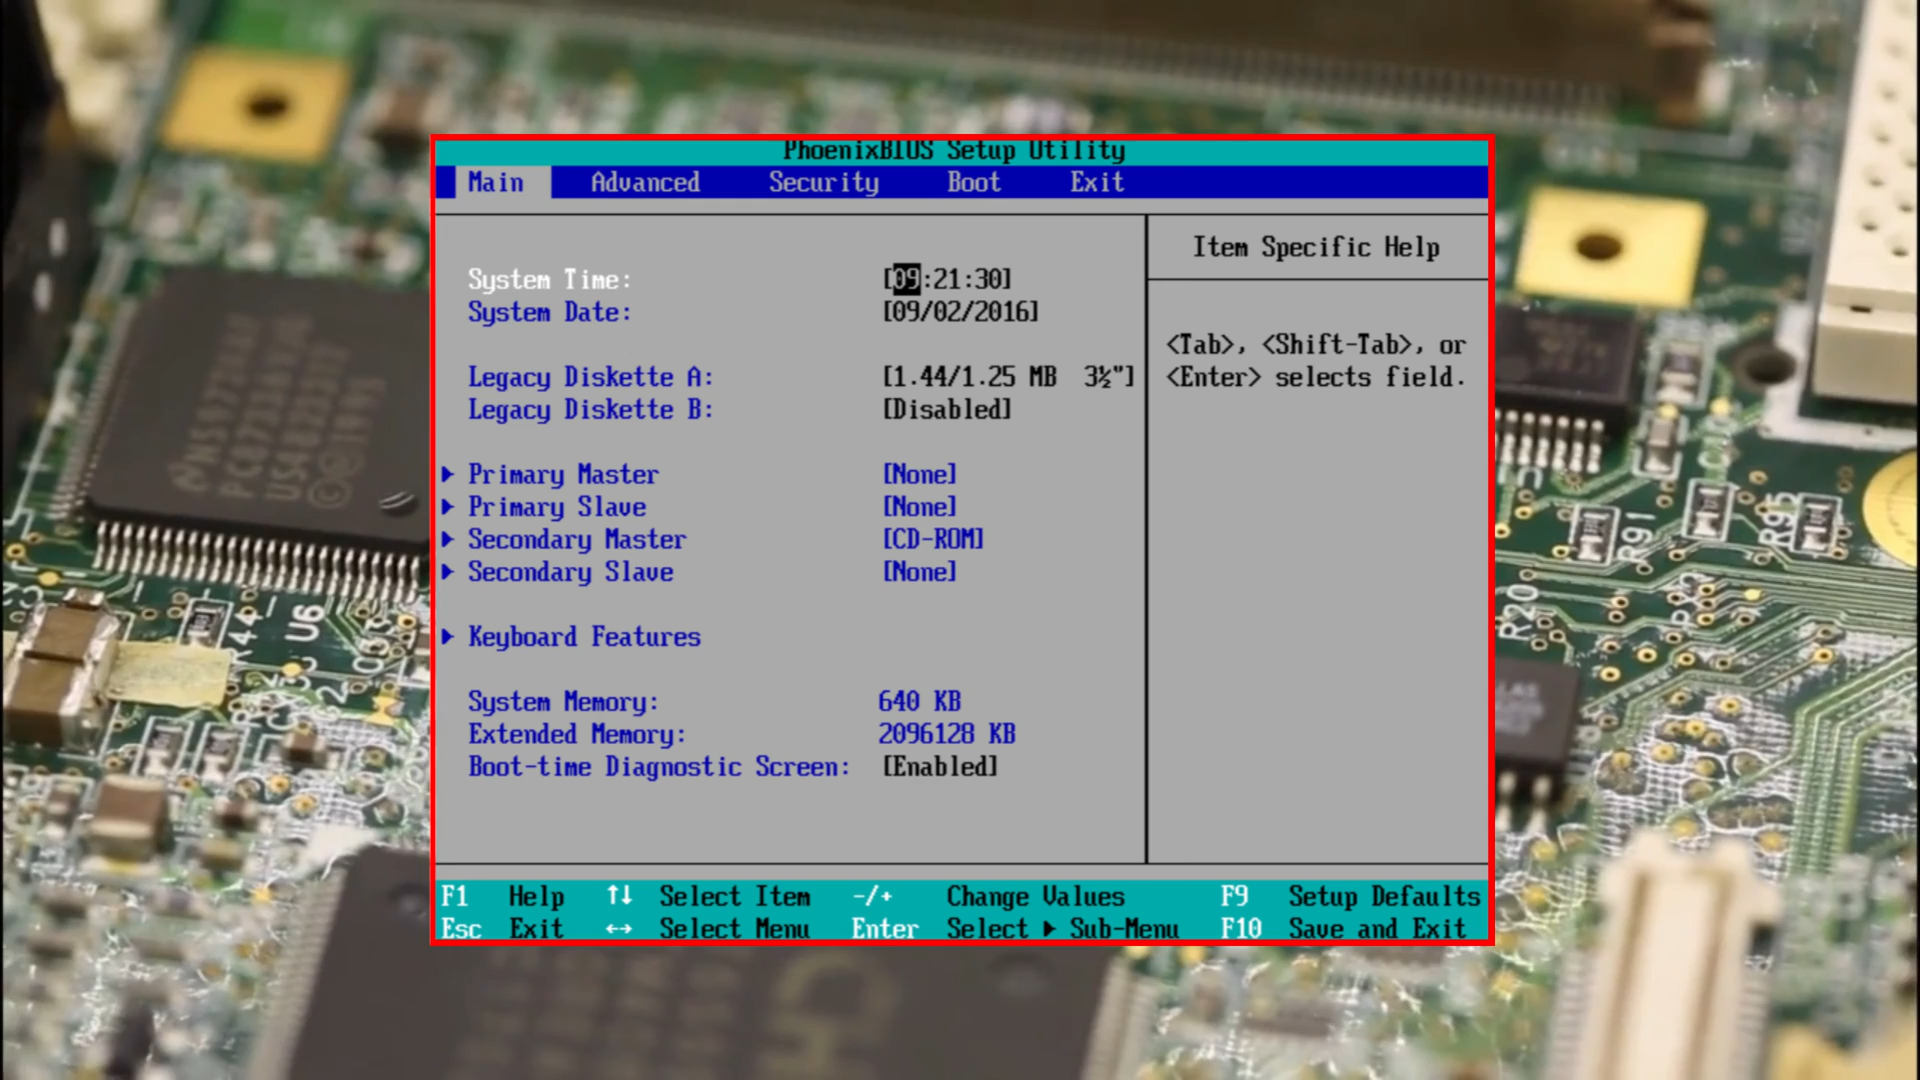 PhoenixBIOS Setup Utility
Main Advanced Security Boot Exit
Item Specific Help
System Time: [09:21:30]
System Date: [09/02/2016]
<Tab>, <Shift-Tab>, or
<Enter> selects field.
Legacy Diskette A: [1.44/1.25 MB 3½"]
Legacy Diskette B: [Disabled]
Primary Master [None]
Primary Slave [None]
Secondary Master [CD-ROM]
Secondary Slave [None]
Keyboard Features
System Memory: 640 KB
Extended Memory: 2096128 KB
Boot-time Diagnostic Screen: [Enabled]
F1 Help ↑↓ Select Item -/+ Change Values F9 Setup Defaults
Esc Exit ↔ Select Menu Enter Select ▶ Sub-Menu F10 Save and Exit
U6
R91
R95
R20